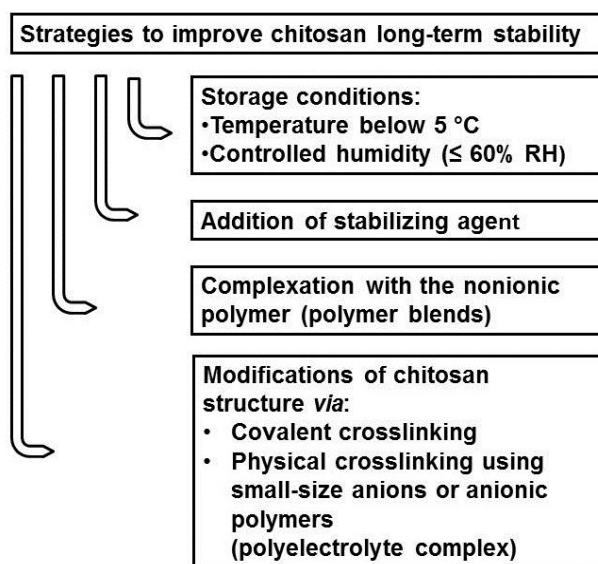 Strategies to improve chitosan long-term stability
Storage conditions:
•Temperature below 5 °C
•Controlled humidity (≤ 60% RH)
Addition of stabilizing agent
Complexation with the nonionic
polymer (polymer blends)
Modifications of chitosan
structure via:
• Covalent crosslinking
• Physical crosslinking using
small-size anions or anionic
polymers
(polyelectrolyte complex)